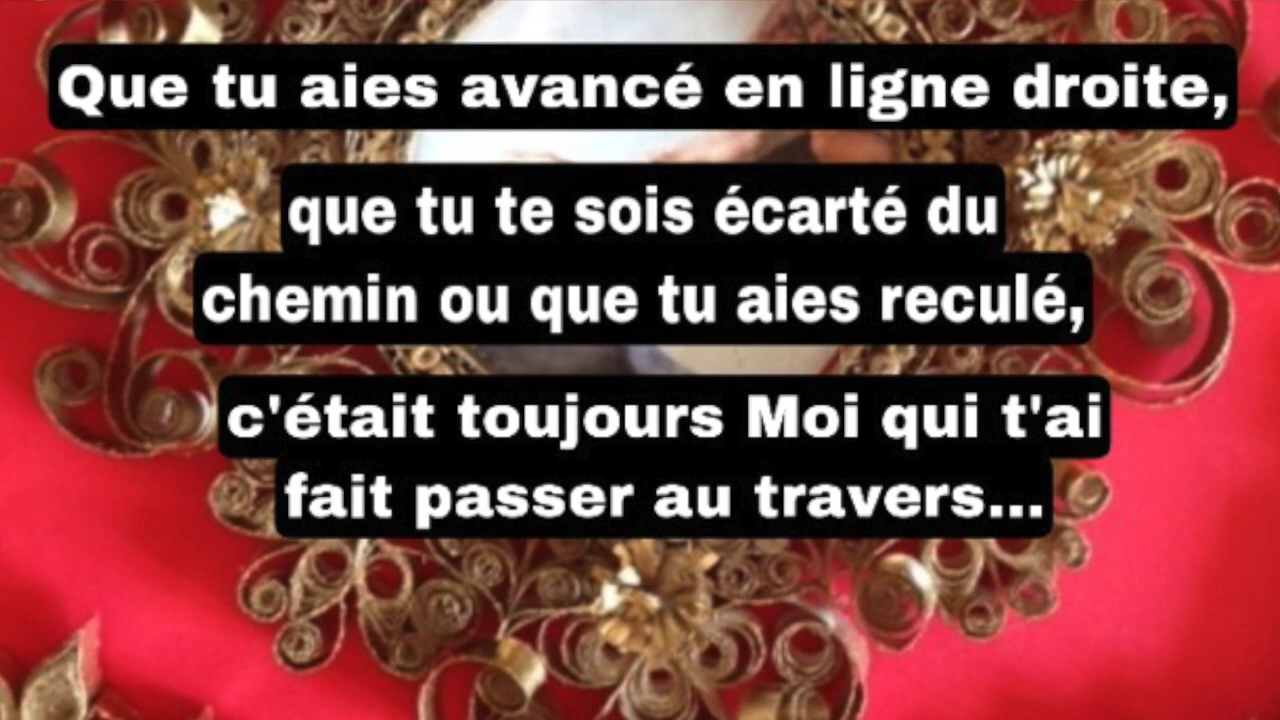 Que tu aies avancé en ligne droite,
que tu te sois écarté du
chemin ou que tu aies reculé,
c'était toujours Moi qui t'ai
fait passer au travers...